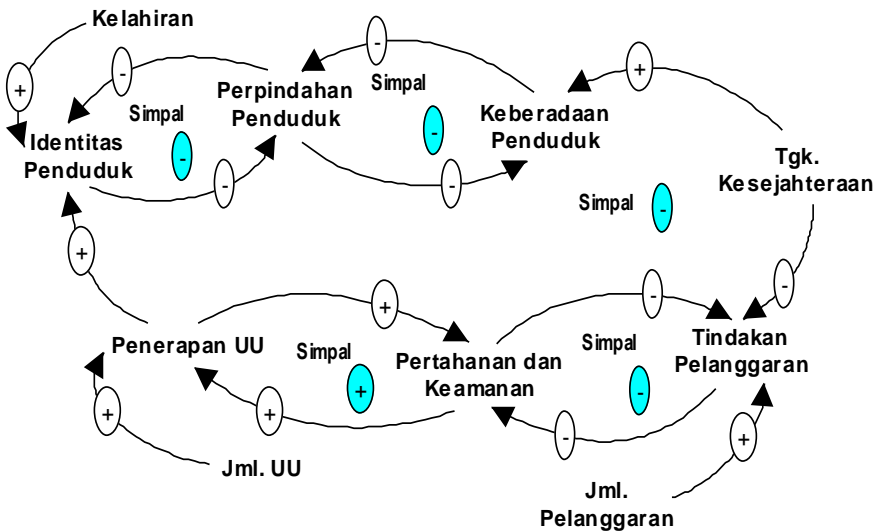 Kelahiran
+
-
-
+
Simpal
-
Perpindahan
Penduduk
Simpal
-
Keberadaan
Penduduk
Identitas
Penduduk
-
-
Tgk.
Kesejahteraan
Simpal
-
+
+
-
-
Penerapan UU
Simpal
+
Pertahanan dan
Keamanan
Simpal
-
Tindakan
Pelanggaran
+
+
-
+
Jml. UU
Jml.
Pelanggaran